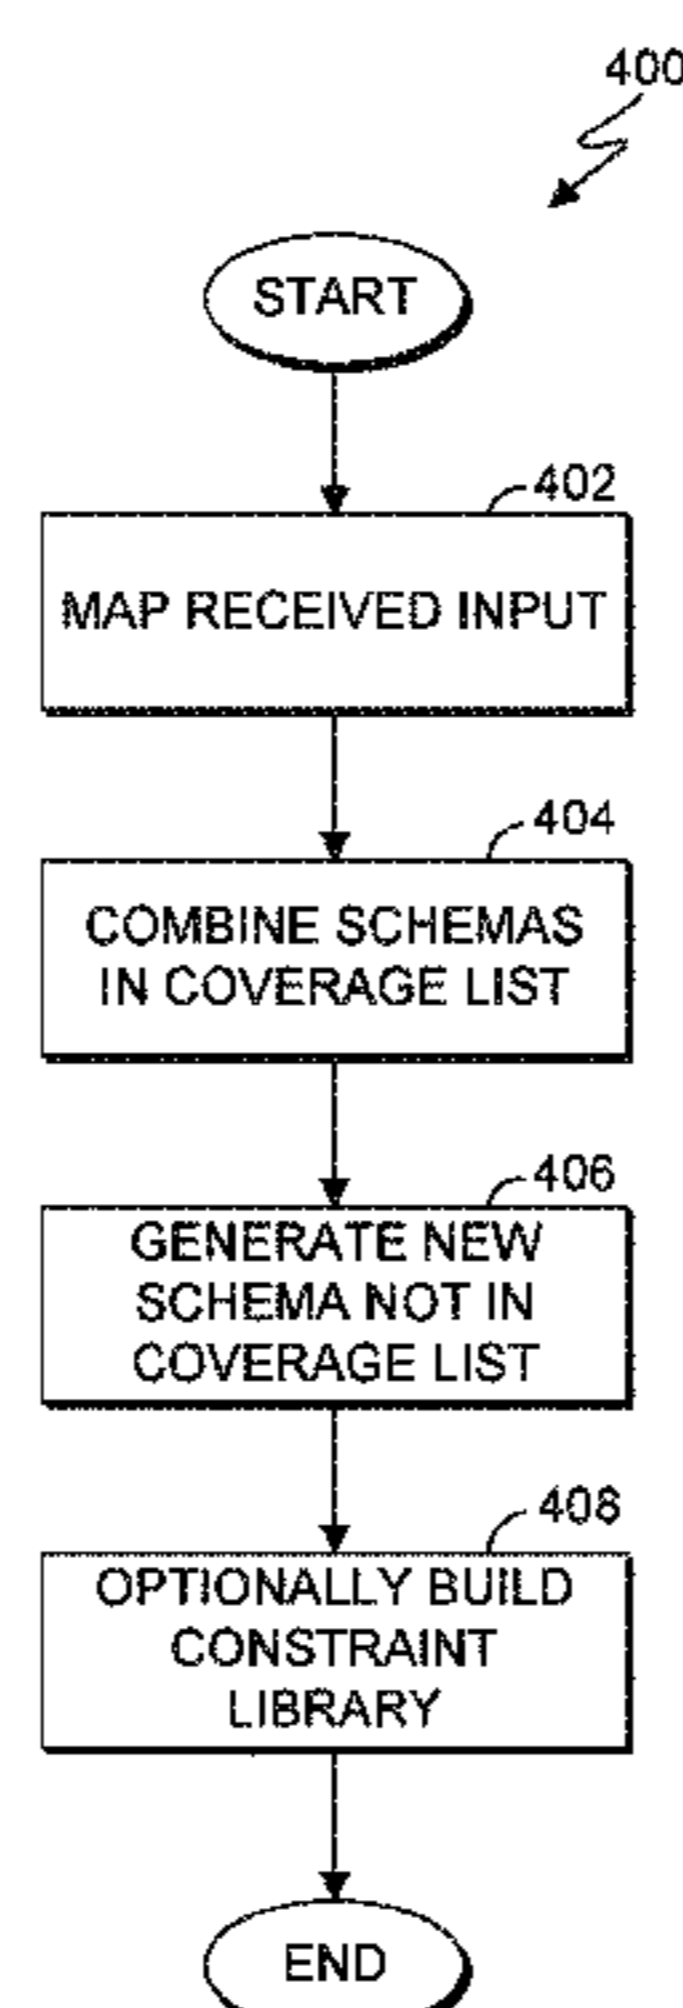 400
START
402
MAP RECEIVED INPUT
404
COMBINE SCHEMAS
IN COVERAGE LIST
406
GENERATE NEW
SCHEMA NOT IN
COVERAGE LIST
408
OPTIONALLY BUILD
CONSTRAINT
LIBRARY
END